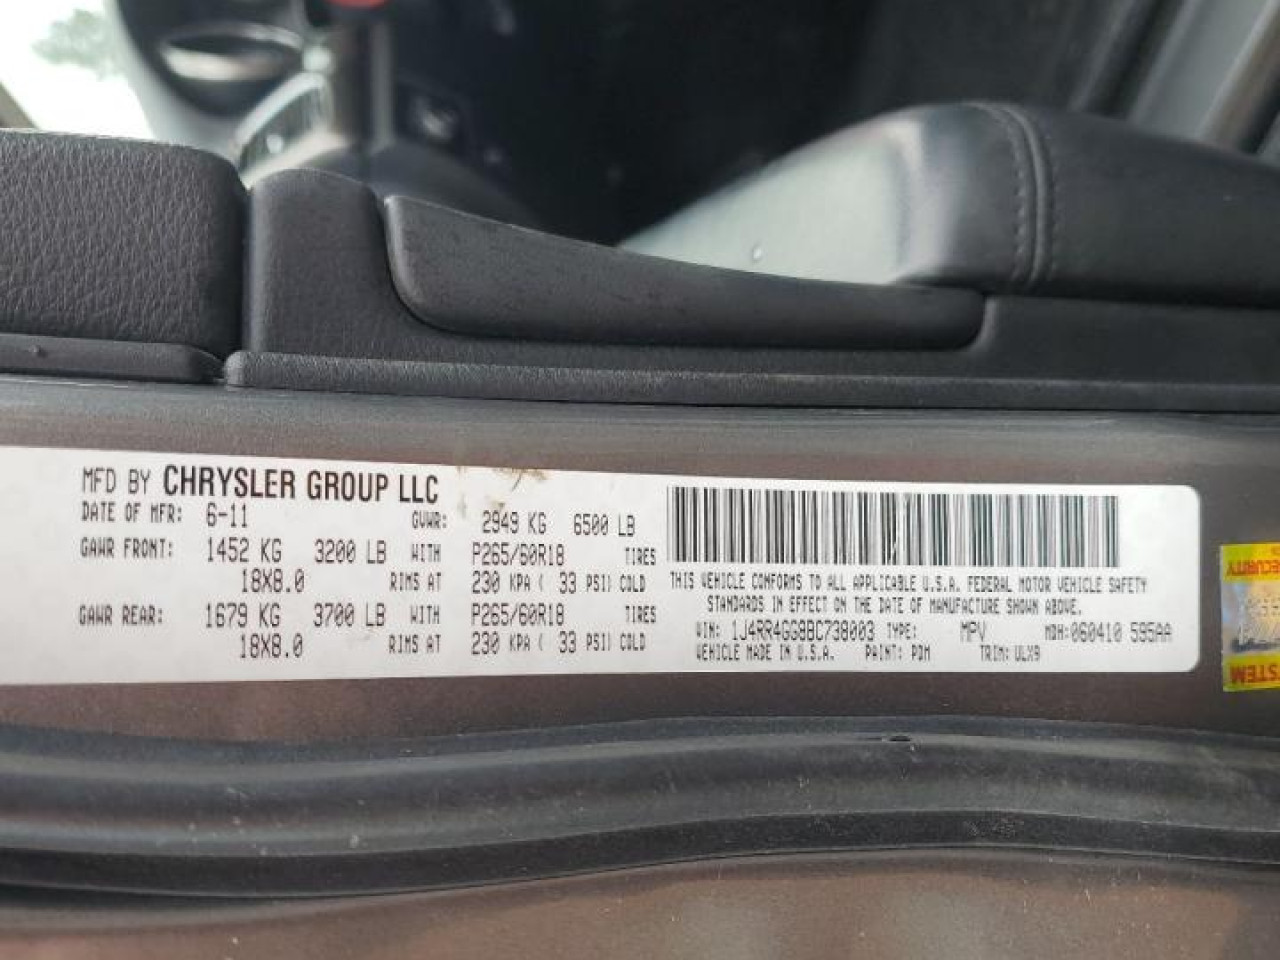 MFD BY CHRYSLER GROUP LLC
DATE OF MFR: 6-11 GVWR: 2949 KG 6500 LB
GAWR FRONT: 1452 KG 3200 LB WITH P265/60R18 TIRES
18X8.0 RIMS AT 230 KPA ( 33 PSI) COLD
GAWR REAR: 1679 KG 3700 LB WITH P265/60R18 TIRES
18X8.0 RIMS AT 230 KPA ( 33 PSI) COLD
THIS VEHICLE CONFORMS TO ALL APPLICABLE U.S.A. FEDERAL MOTOR VEHICLE SAFETY
STANDARDS IN EFFECT ON THE DATE OF MANUFACTURE SHOWN ABOVE.
VIN: 1J4RR4GG8BC738003 TYPE: MPV MDH:060410 595AA
VEHICLE MADE IN U.S.A. PAINT: PDM TRIM: ULX9